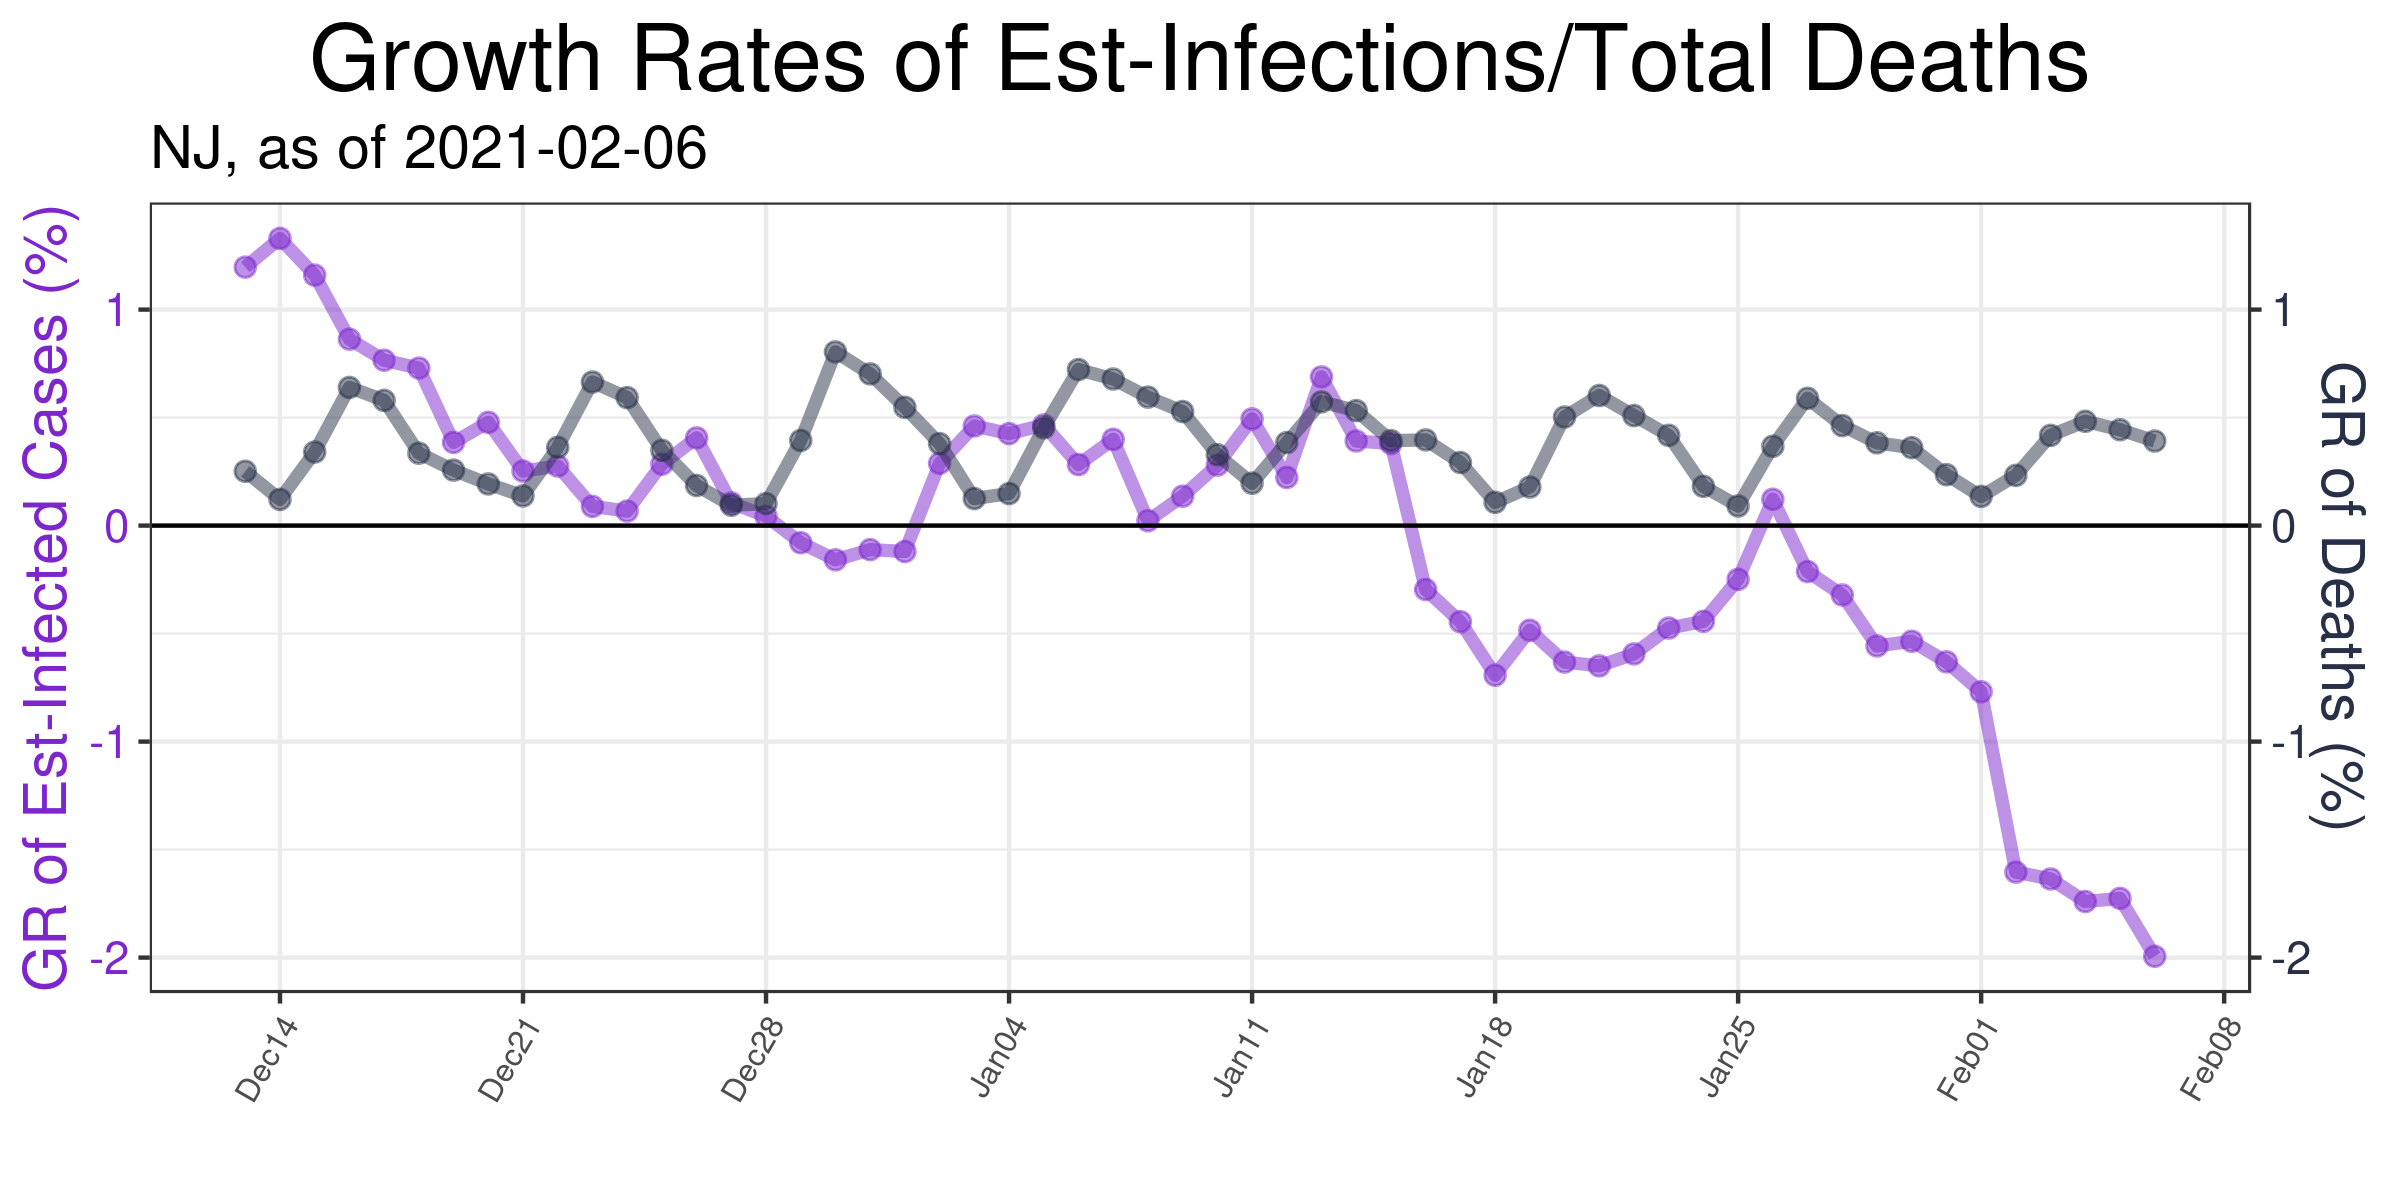 Growth Rates of Est-Infections/Total Deaths
NJ, as of 2021-02-06
GR of Est-Infected Cases (%)
1
0
-1
-2
1
0
-1
-2
GR of Deaths (%)
Dec14
Dec21
Dec28
Jan04
Jan11
Jan18
Jan25
Feb01
Feb08